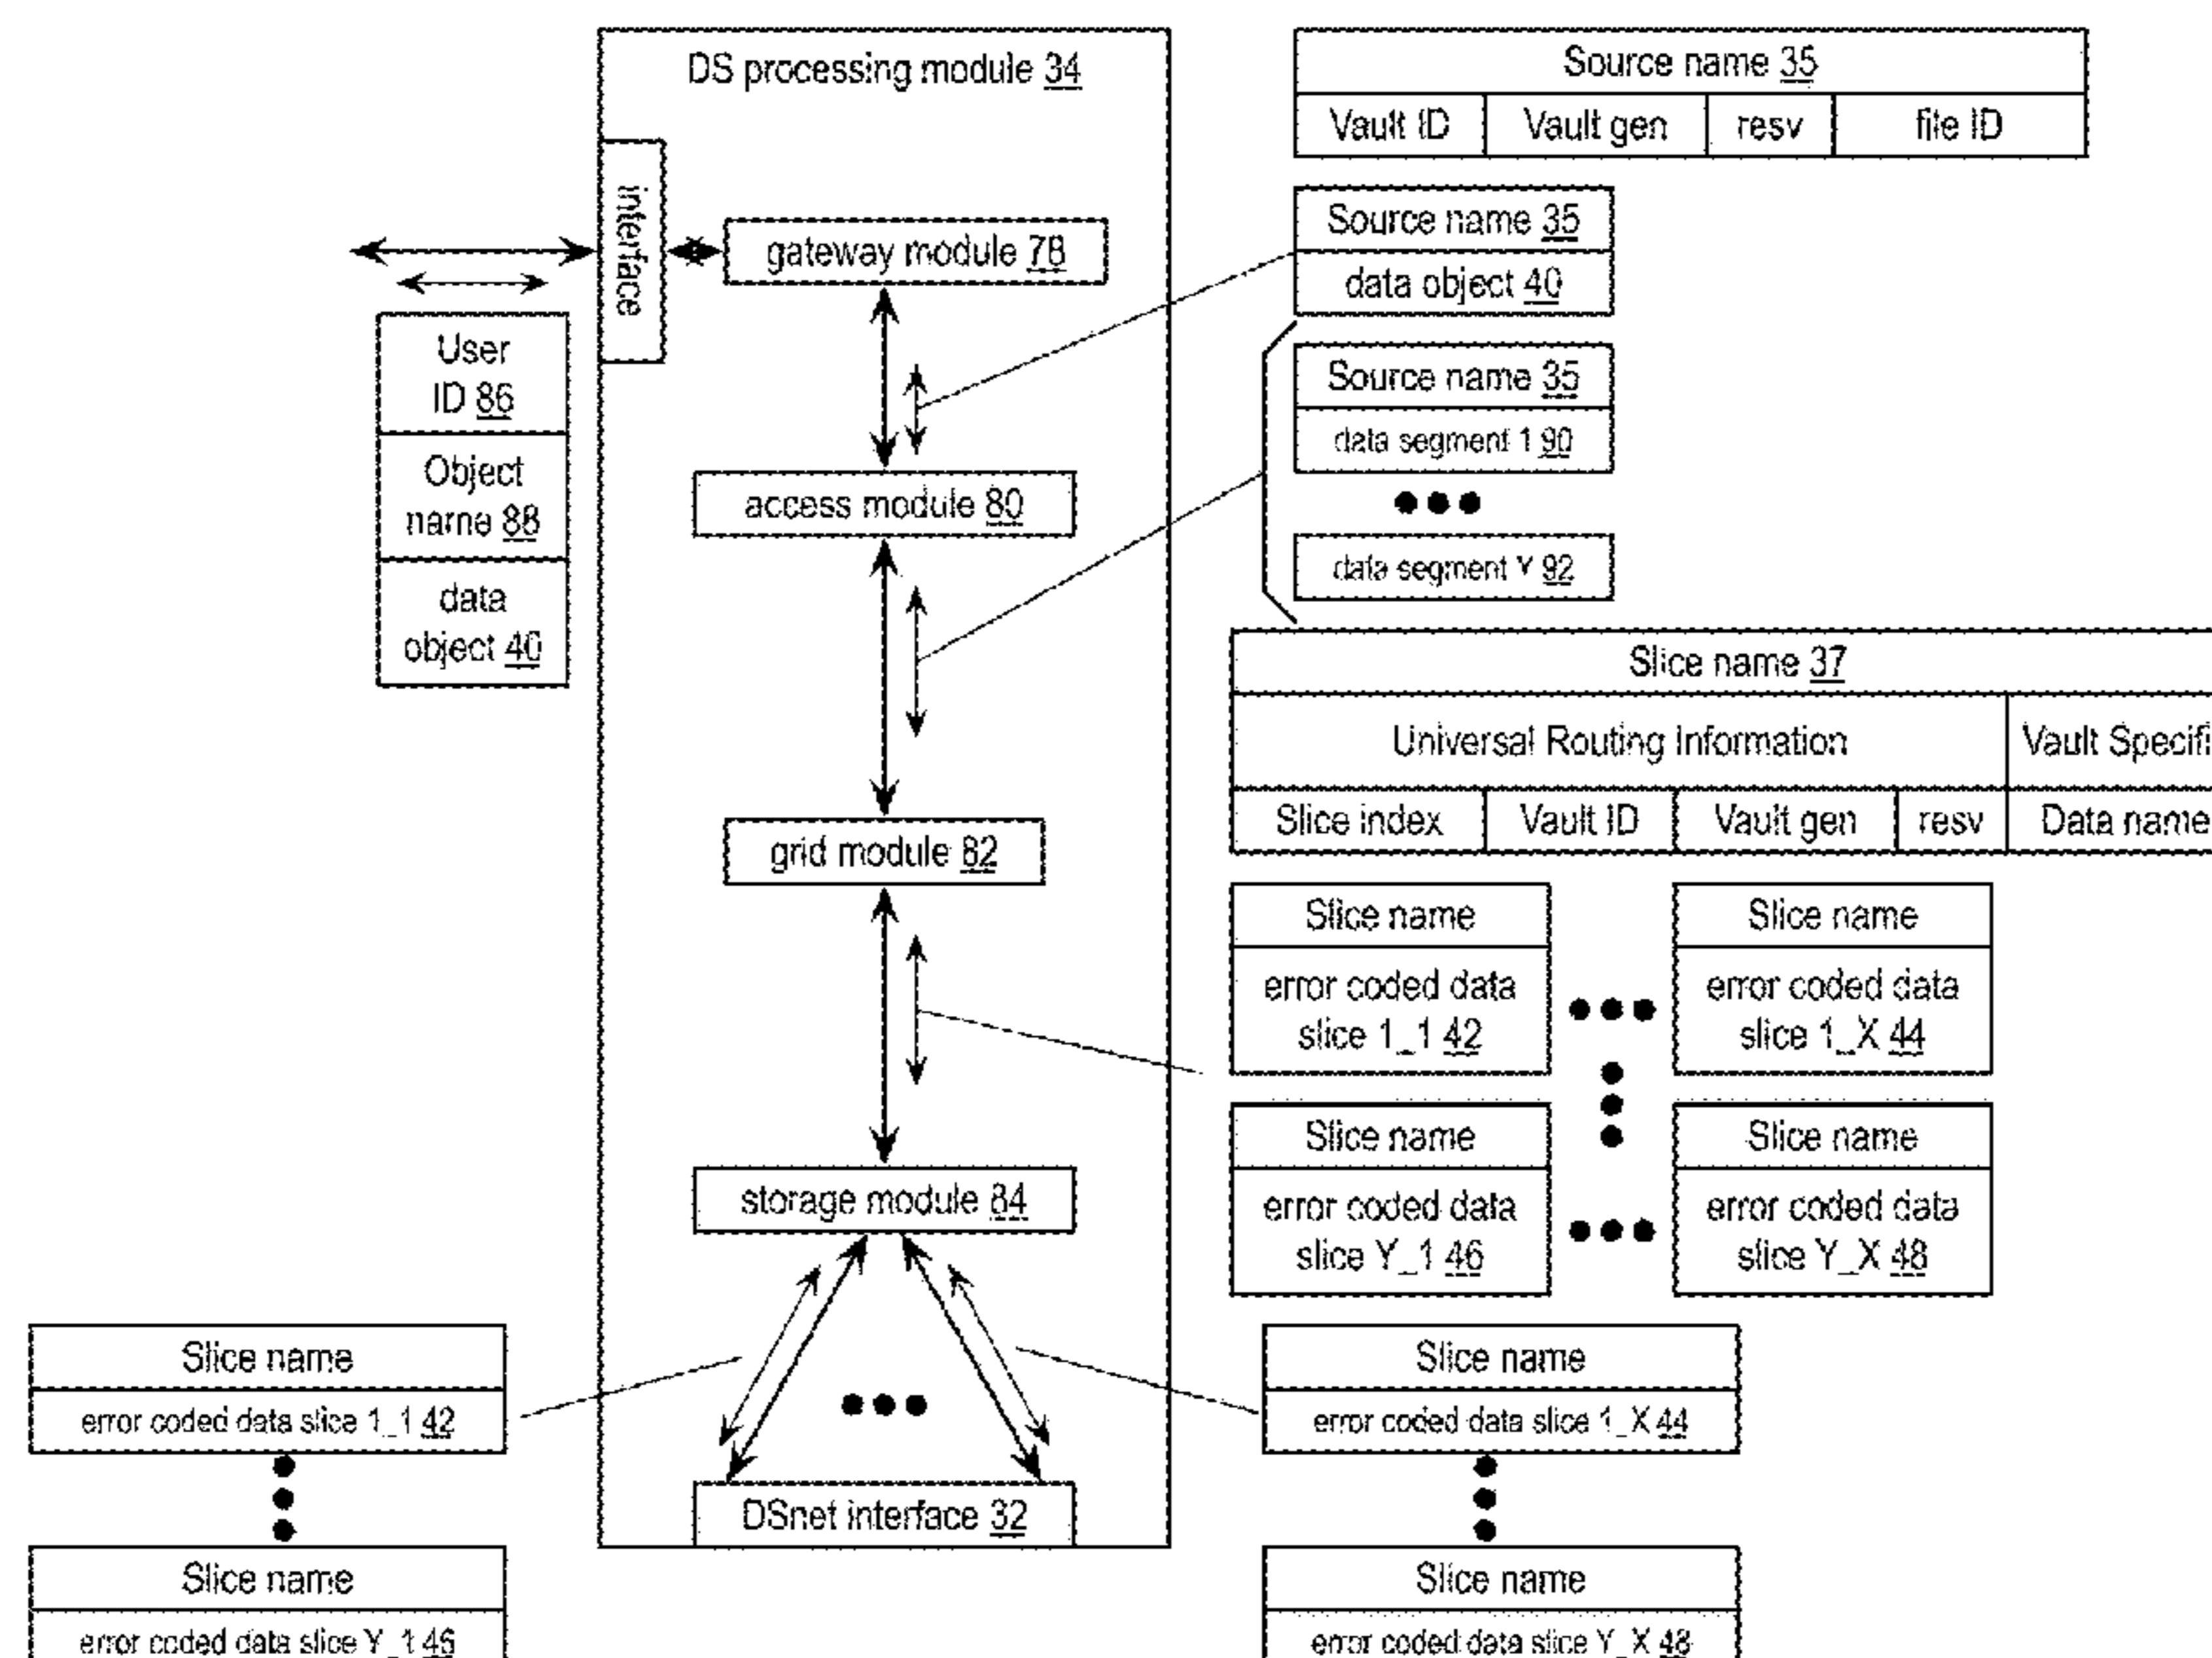 DS processing module 34
interface
gateway module 78
access module 80
grid module 82
storage module 84
DSnet interface 32
User
ID 86
Object
name 88
data
object 40
Source name 35
Vault ID
Vault gen
resv
file ID
Source name 35
data object 40
Source name 35
data segment 1 90
data segment Y 92
Slice name 37
Universal Routing Information
Vault Specifi
Slice index
Vault ID
Vault gen
resv
Data name
Slice name
error coded data
slice 1_1 42
Slice name
error coded data
slice 1_X 44
Slice name
error coded data
slice Y_1 46
Slice name
error coded data
slice Y_X 48
Slice name
error coded data slice 1_1 42
Slice name
error coded data slice Y_1 46
Slice name
error coded data slice 1_X 44
Slice name
error coded data slice Y_X 48